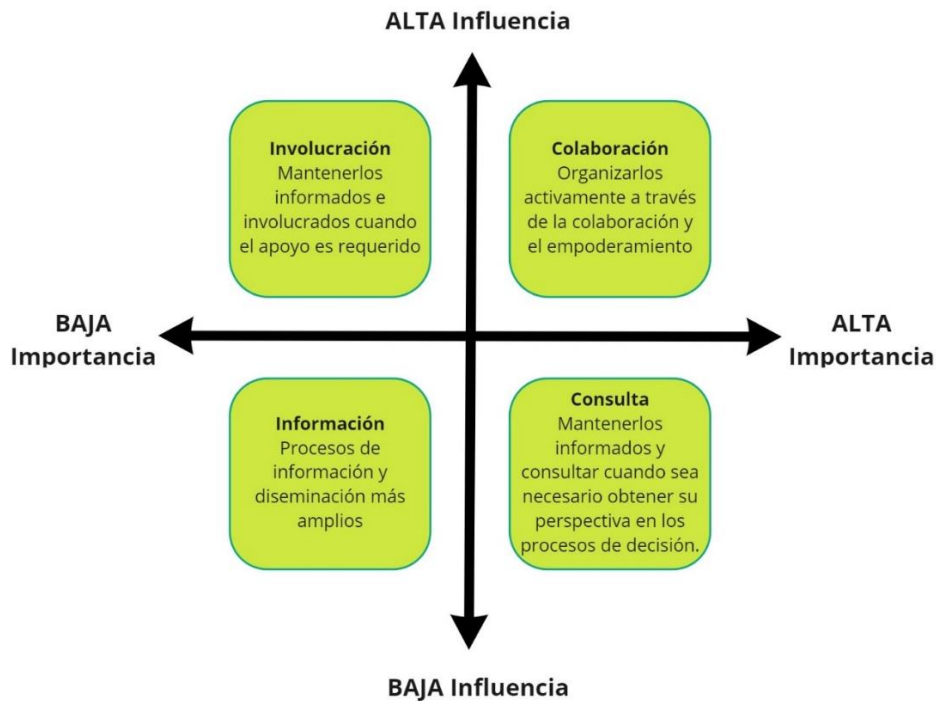 ALTA Influencia
Involucración
Mantenerlos
informados e
involucrados cuando
el apoyo es requerido
Colaboración
Organizarlos
activamente a través
de la colaboración y
el empoderamiento
BAJA
Importancia
ALTA
Importancia
Información
Procesos de
información y
diseminación más
amplios
Consulta
Mantenerlos
informados y
consultar cuando sea
necesario obtener su
perspectiva en los
procesos de decisión.
BAJA Influencia